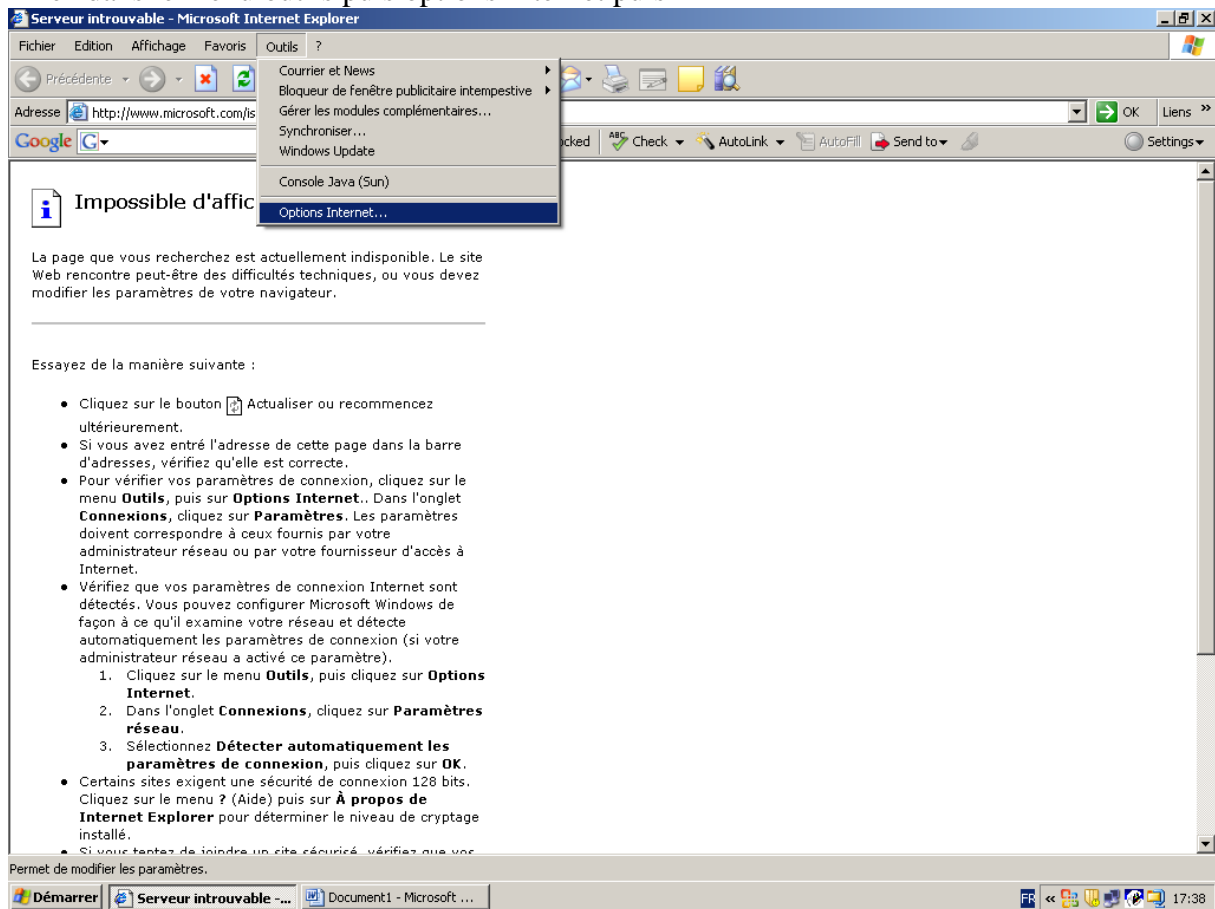 Serveur introuvable - Microsoft Internet Explorer
Fichier Edition Affichage Favoris Outils ?
Précédente
Adresse http://www.microsoft.com/is
OK Liens »
Google G
ocked Check AutoLink AutoFill Send to Settings
Courrier et News
Bloqueur de fenêtre publicitaire intempestive
Gérer les modules complémentaires...
Synchroniser...
Windows Update
Console Java (Sun)
Options Internet...
Impossible d'affic
La page que vous recherchez est actuellement indisponible. Le site
Web rencontre peut-être des difficultés techniques, ou vous devez
modifier les paramètres de votre navigateur.
Essayez de la manière suivante :
• Cliquez sur le bouton Actualiser ou recommencez
ultérieurement.
• Si vous avez entré l'adresse de cette page dans la barre
d'adresses, vérifiez qu'elle est correcte.
• Pour vérifier vos paramètres de connexion, cliquez sur le
menu Outils, puis sur Options Internet.. Dans l'onglet
Connexions, cliquez sur Paramètres. Les paramètres
doivent correspondre à ceux fournis par votre
administrateur réseau ou par votre fournisseur d'accès à
Internet.
• Vérifiez que vos paramètres de connexion Internet sont
détectés. Vous pouvez configurer Microsoft Windows de
façon à ce qu'il examine votre réseau et détecte
automatiquement les paramètres de connexion (si votre
administrateur réseau a activé ce paramètre).
1. Cliquez sur le menu Outils, puis cliquez sur Options
Internet.
2. Dans l'onglet Connexions, cliquez sur Paramètres
réseau.
3. Sélectionnez Détecter automatiquement les
paramètres de connexion, puis cliquez sur OK.
• Certains sites exigent une sécurité de connexion 128 bits.
Cliquez sur le menu ? (Aide) puis sur À propos de
Internet Explorer pour déterminer le niveau de cryptage
installé.
• Si vous tentez de joindre un site sécurisé, vérifiez que vos
Permet de modifier les paramètres.
Démarrer Serveur introuvable -... Document1 - Microsoft ... FR « 17:38